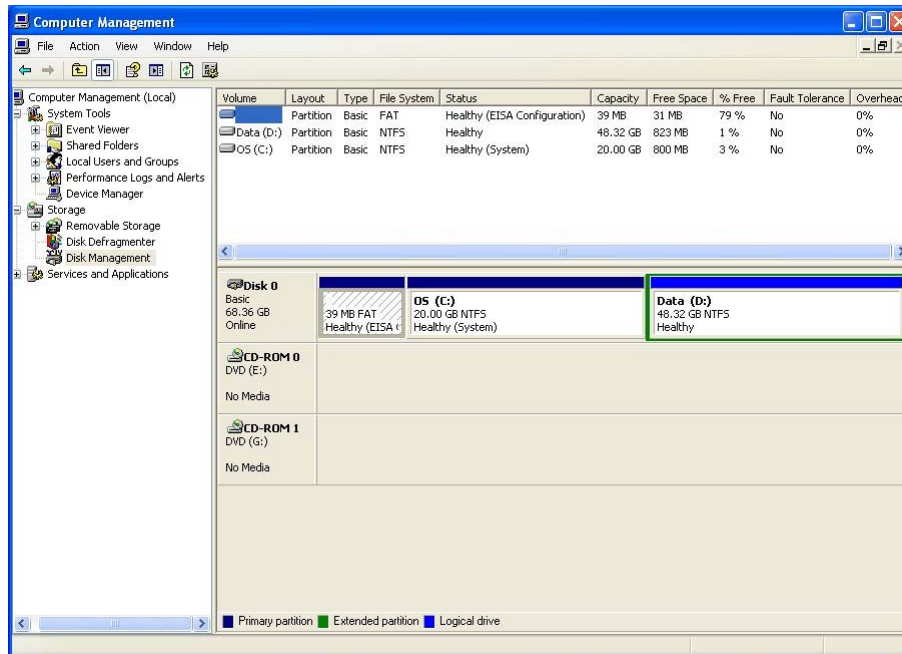 Computer Management
File Action View Window Help
Computer Management (Local)
System Tools
Event Viewer
Shared Folders
Local Users and Groups
Performance Logs and Alerts
Device Manager
Storage
Removable Storage
Disk Defragmenter
Disk Management
Services and Applications
Volume Layout Type File System Status Capacity Free Space % Free Fault Tolerance Overhead
Partition Basic FAT Healthy (EISA Configuration) 39 MB 31 MB 79 % No 0%
Data (D:) Partition Basic NTFS Healthy 48.32 GB 823 MB 1 % No 0%
OS (C:) Partition Basic NTFS Healthy (System) 20.00 GB 800 MB 3 % No 0%
Disk 0
Basic
68.36 GB
Online
39 MB FAT
Healthy (EISA
OS (C:)
20.00 GB NTFS
Healthy (System)
Data (D:)
48.32 GB NTFS
Healthy
CD-ROM 0
DVD (E:)
No Media
CD-ROM 1
DVD (G:)
No Media
Primary partition Extended partition Logical drive